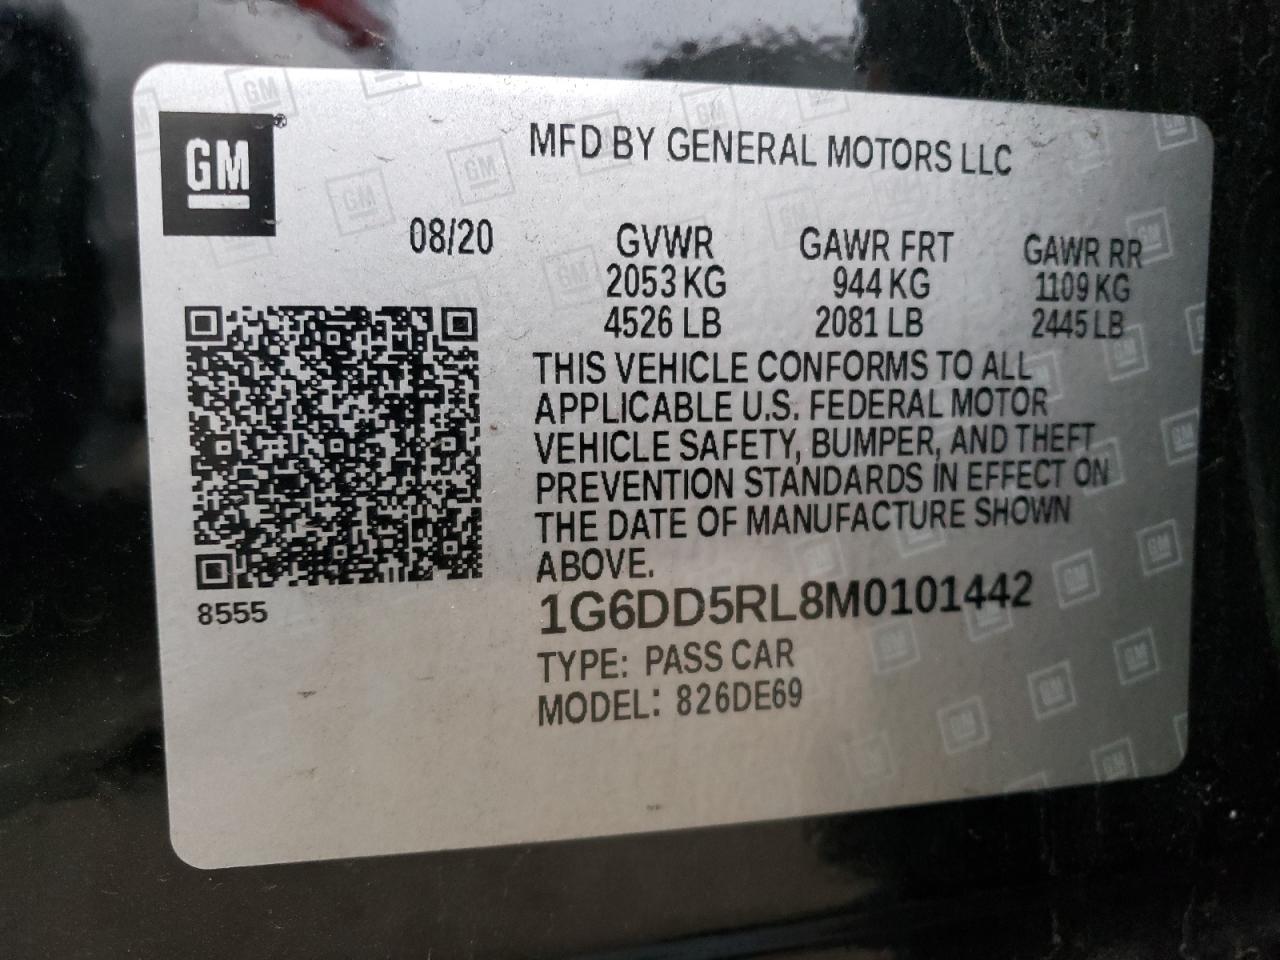 GM
MFD BY GENERAL MOTORS LLC
08/20
GVWR GAWR FRT GAWR RR
2053 KG 944 KG 1109 KG
4526 LB 2081 LB 2445 LB
THIS VEHICLE CONFORMS TO ALL
APPLICABLE U.S. FEDERAL MOTOR
VEHICLE SAFETY, BUMPER, AND THEFT
PREVENTION STANDARDS IN EFFECT ON
THE DATE OF MANUFACTURE SHOWN
ABOVE.
8555
1G6DD5RL8M0101442
TYPE: PASS CAR
MODEL: 826DE69